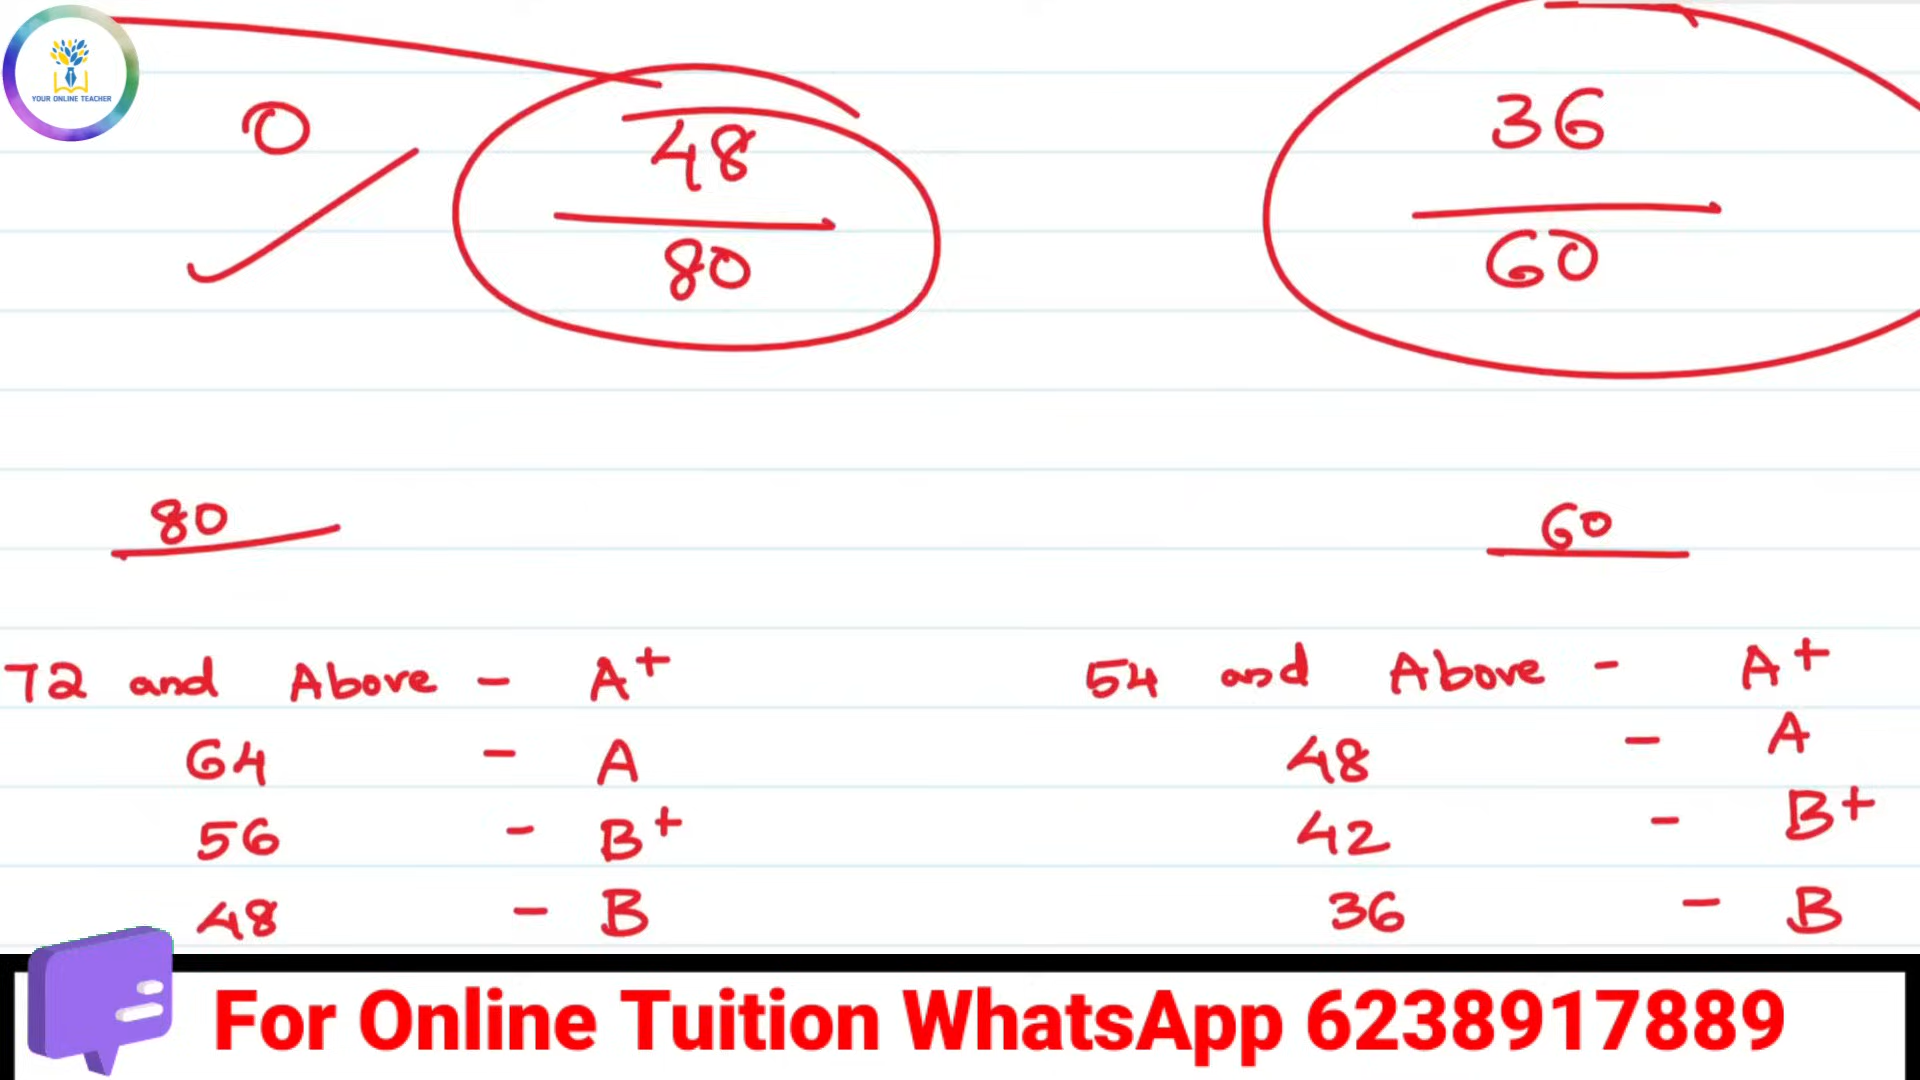 YOUR ONLINE TEACHER
0
48
80
36
60
80
60
72 and Above - A+
64 - A
56 - B+
48 - B
54 and Above - A+
48 - A
42 - B+
36 - B
For Online Tuition WhatsApp 6238917889